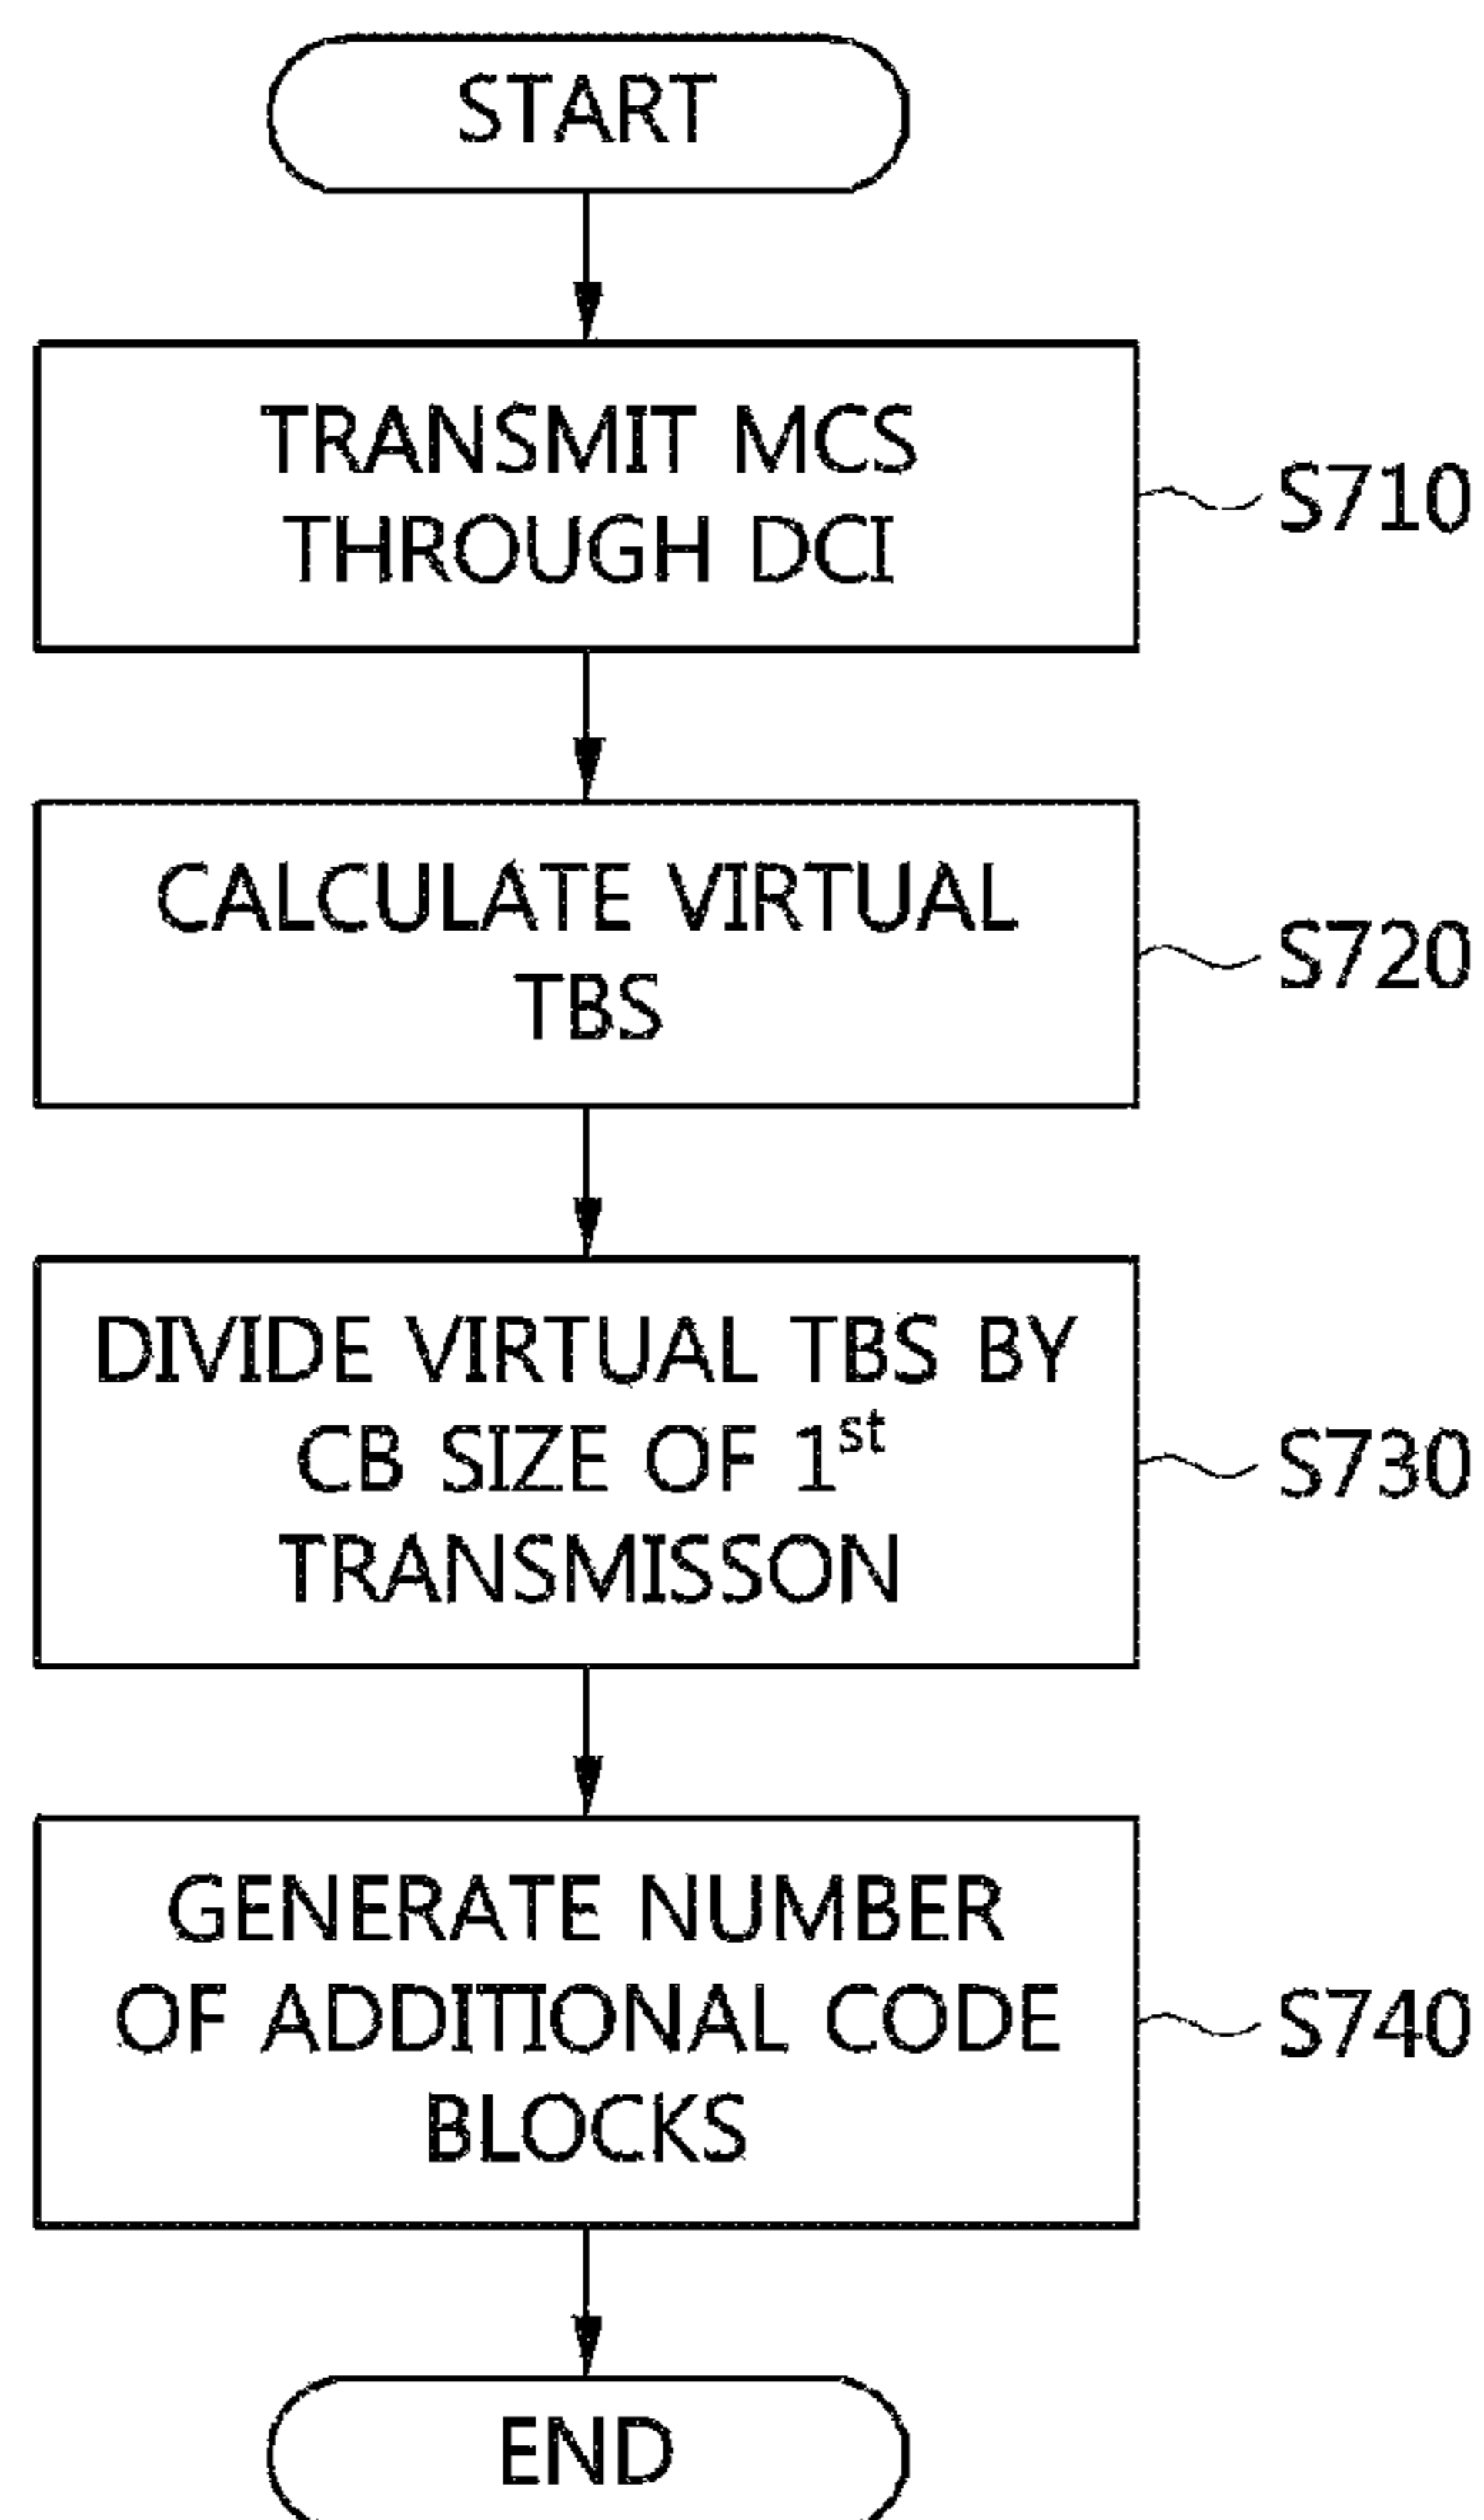 START
TRANSMIT MCS
THROUGH DCI
S710
CALCULATE VIRTUAL
TBS
S720
DIVIDE VIRTUAL TBS BY
CB SIZE OF 1st
TRANSMISSON
S730
GENERATE NUMBER
OF ADDITIONAL CODE
BLOCKS
S740
END